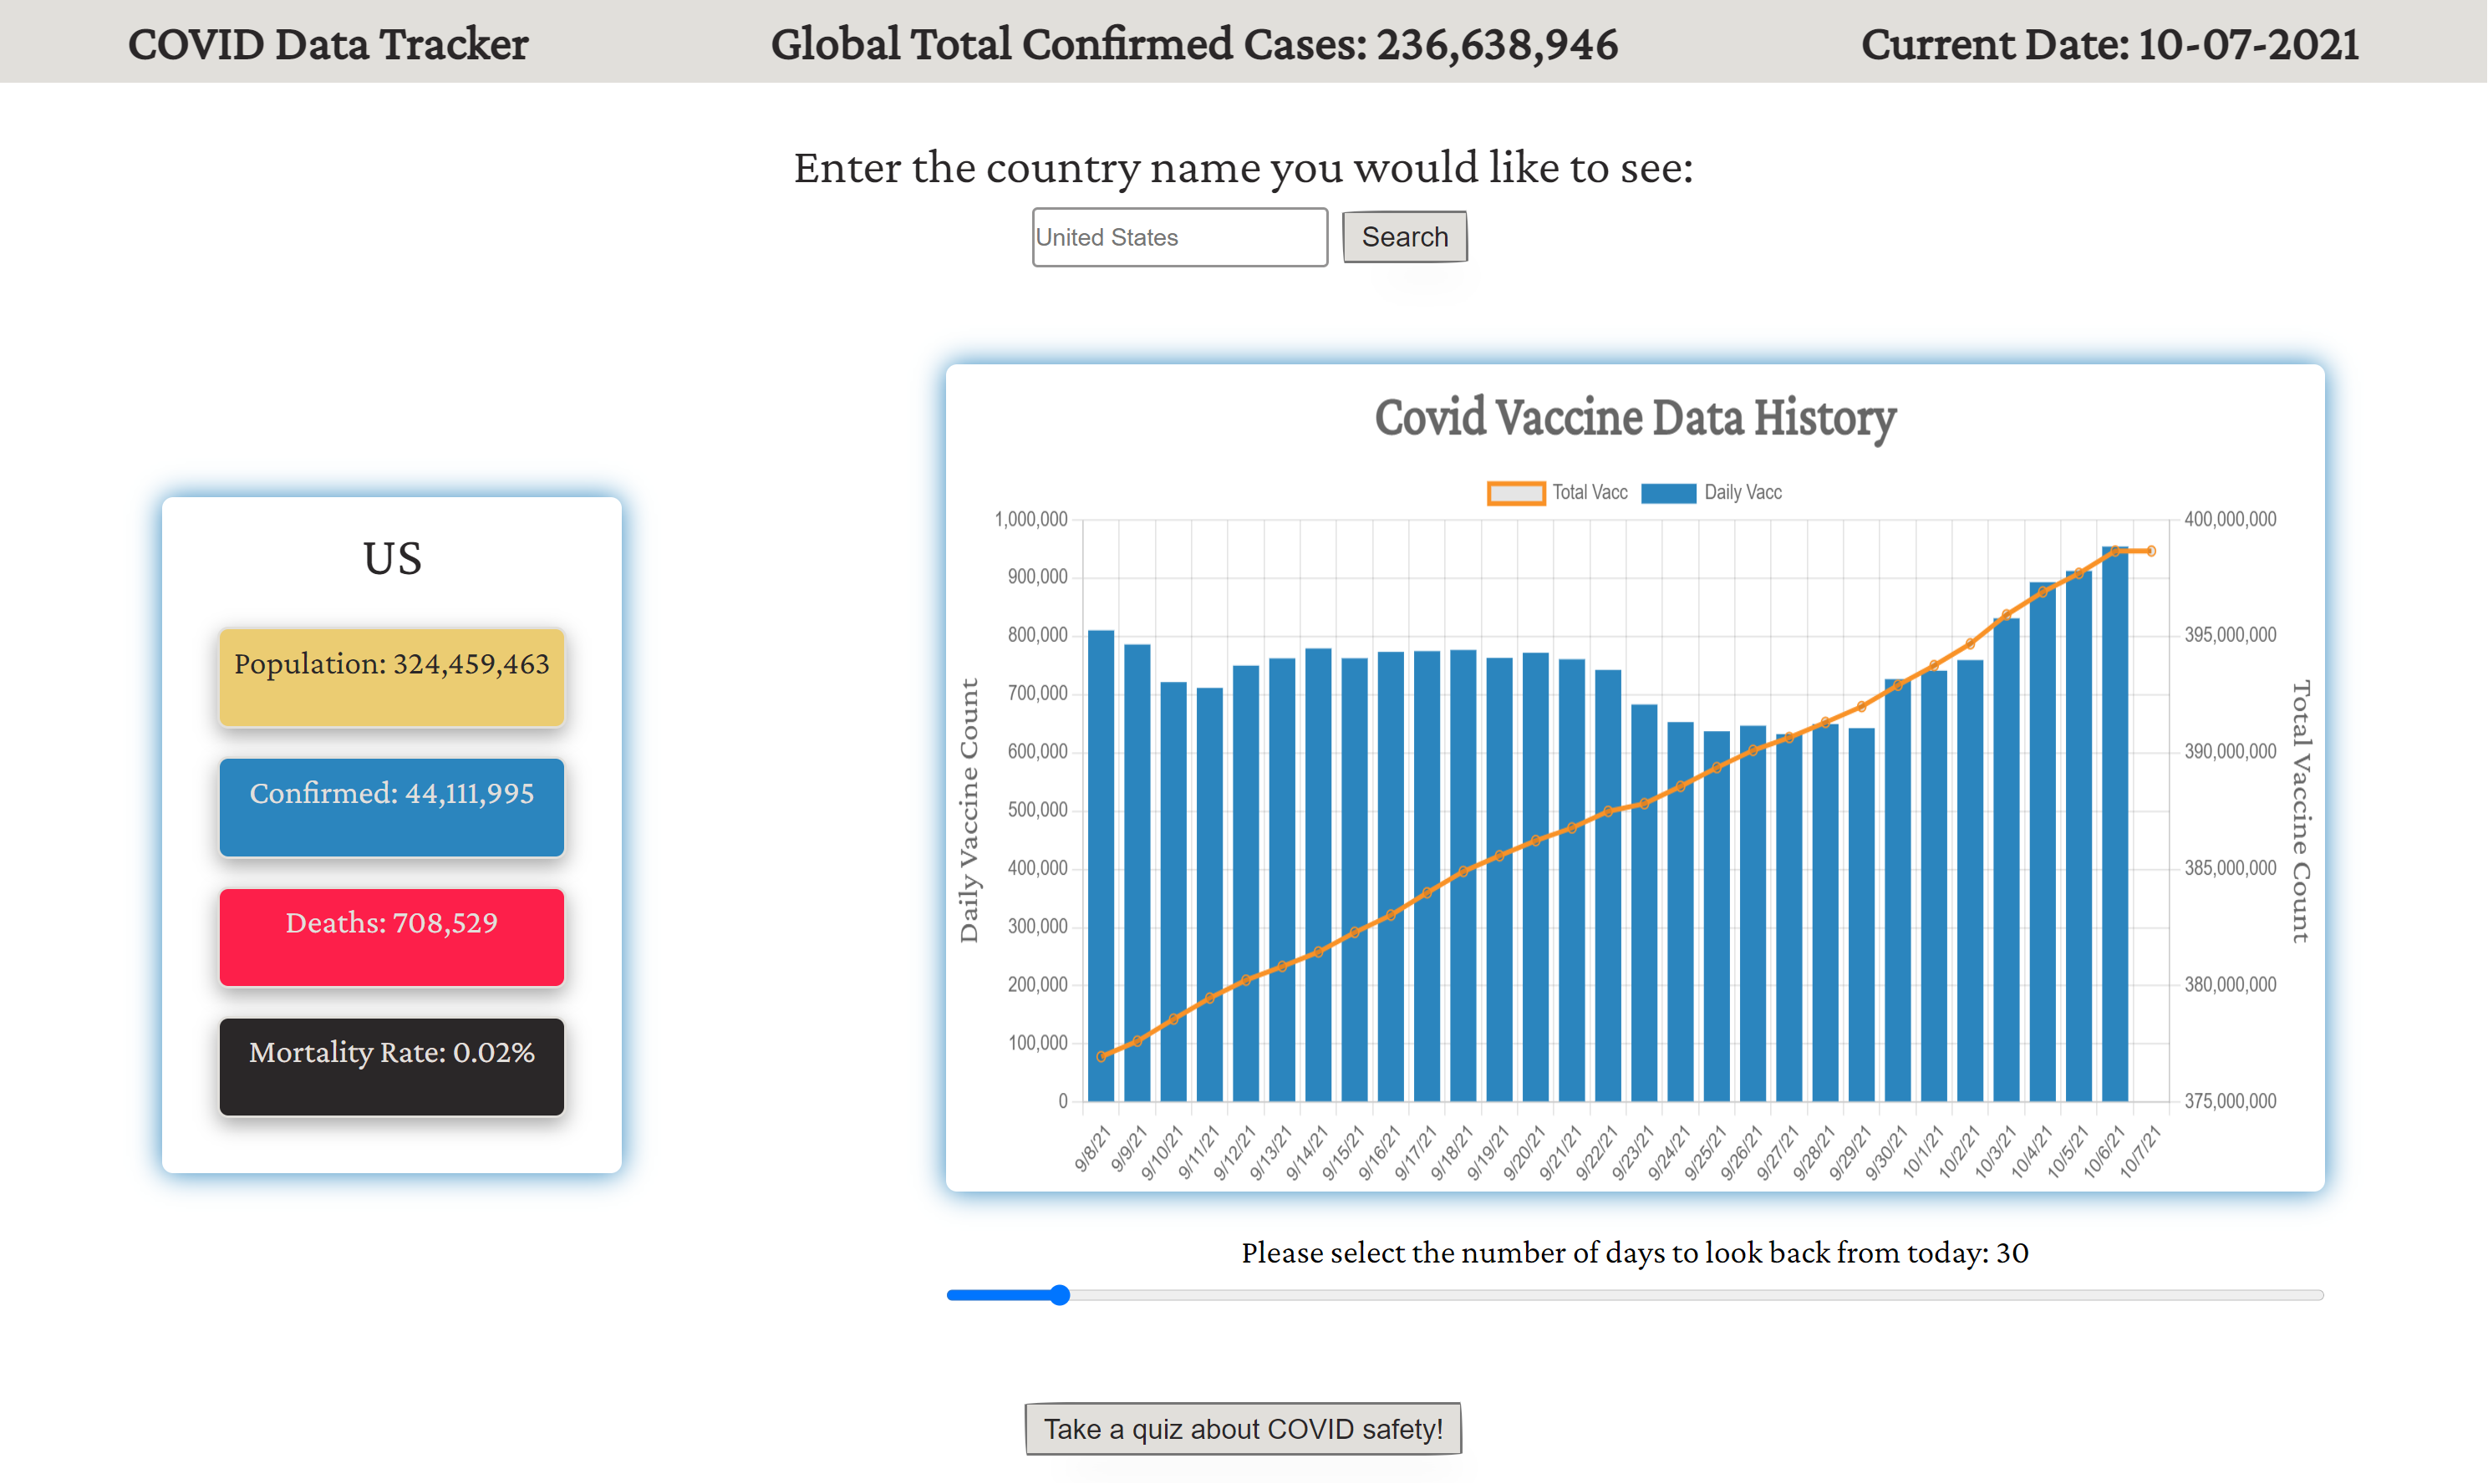 COVID Data Tracker
Global Total Confirmed Cases: 236,638,946
Current Date: 10-07-2021
Enter the country name you would like to see:
United States
Search
US
Population: 324,459,463
Confirmed: 44,111,995
Deaths: 708,529
Mortality Rate: 0.02%
Covid Vaccine Data History
Total Vacc
Daily Vacc
Daily Vaccine Count
1,000,000
900,000
800,000
700,000
600,000
500,000
400,000
300,000
200,000
100,000
0
400,000,000
395,000,000
390,000,000
385,000,000
380,000,000
375,000,000
Total Vaccine Count
9/8/21
9/9/21
9/10/21
9/11/21
9/12/21
9/13/21
9/14/21
9/15/21
9/16/21
9/17/21
9/18/21
9/19/21
9/20/21
9/21/21
9/22/21
9/23/21
9/24/21
9/25/21
9/26/21
9/27/21
9/28/21
9/29/21
9/30/21
10/1/21
10/2/21
10/3/21
10/4/21
10/5/21
10/6/21
10/7/21
Please select the number of days to look back from today: 30
Take a quiz about COVID safety!